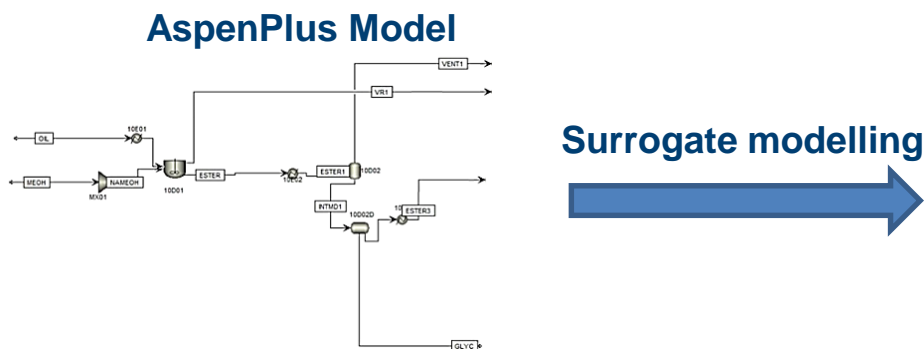 AspenPlus Model
VENT1
VR1
OIL
10E01
MEOH
NAMEOH
MX01
10D01
ESTER
10E02
ESTER1
10D02
INTMD1
10D02D
ESTER3
GLYC
Surrogate modelling